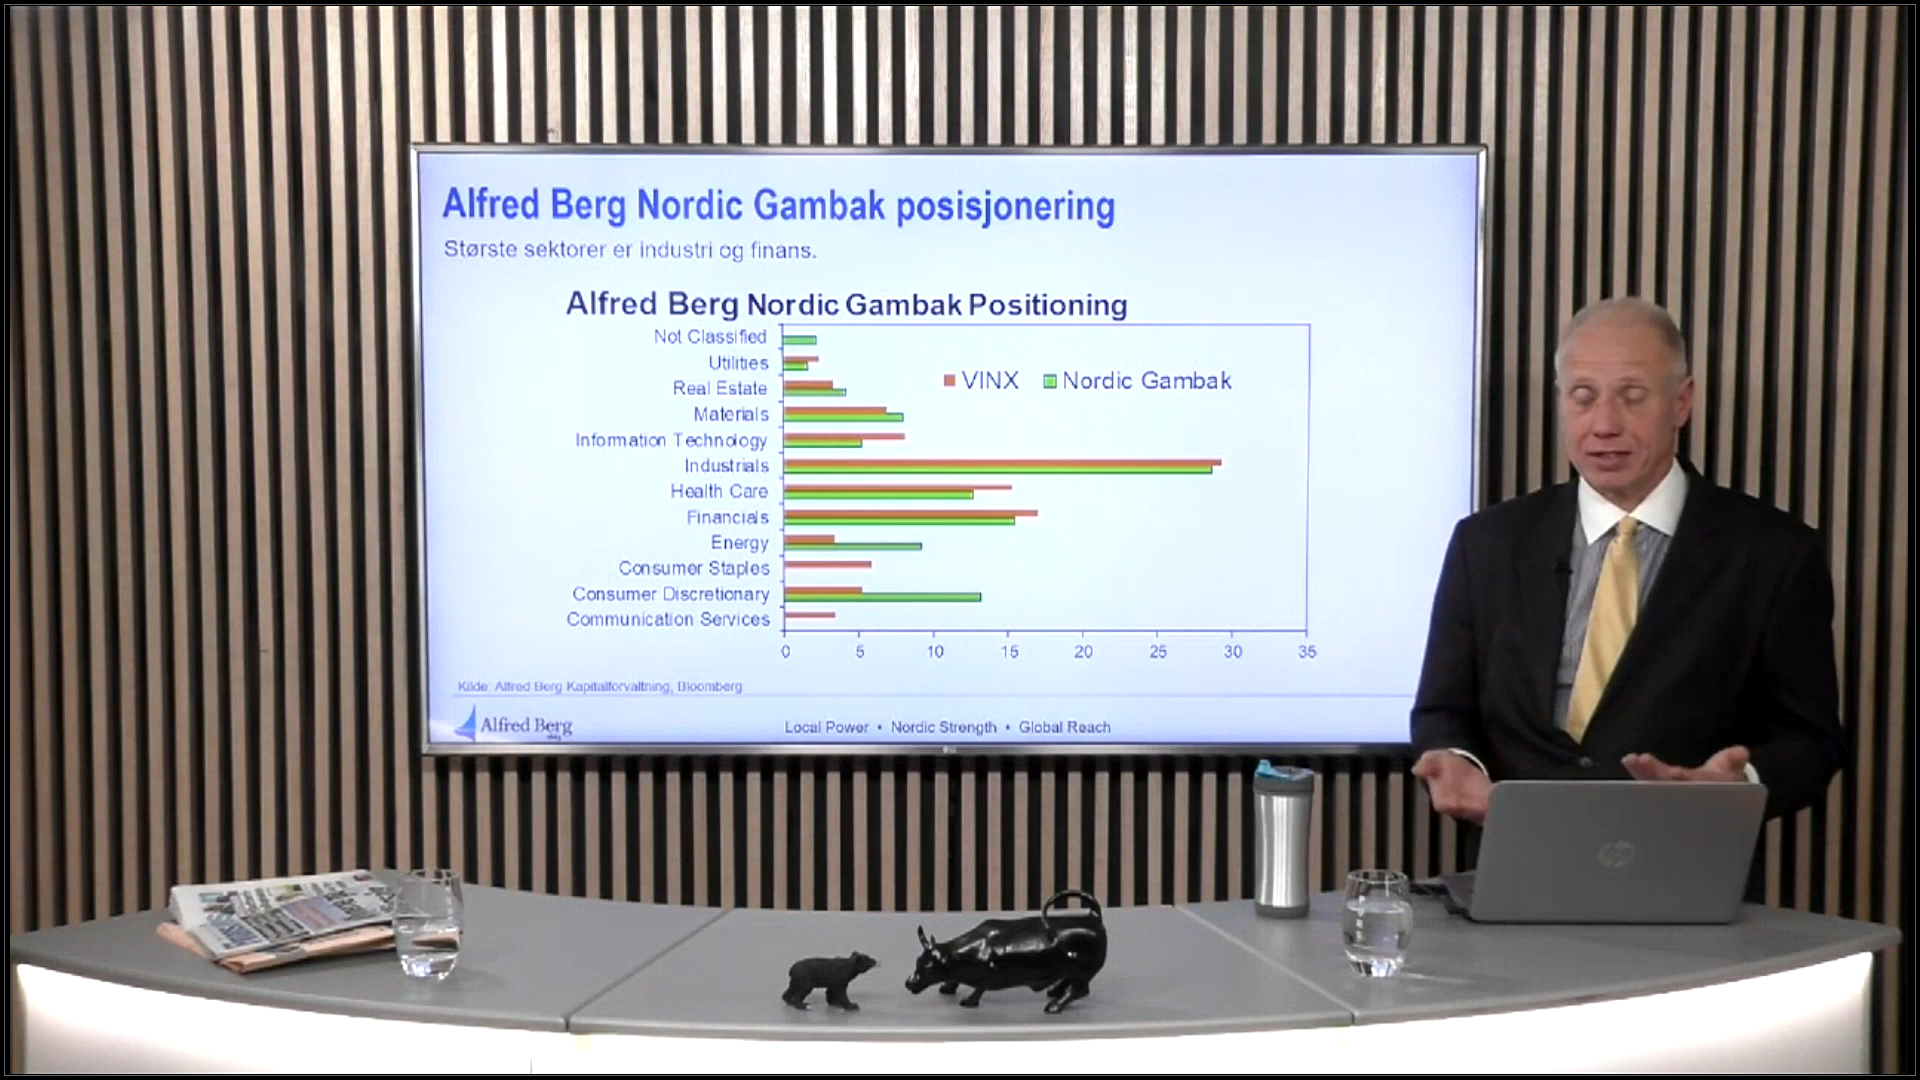 Alfred Berg Nordic Gambak posisjonering
Største sektorer er industri og finans.
Alfred Berg Nordic Gambak Positioning
Not Classified
Utilities
Real Estate
Materials
Information Technology
Industrials
Health Care
Financials
Energy
Consumer Staples
Consumer Discretionary
Communication Services
VINX Nordic Gambak
0 5 10 15 20 25 30 35
Kilde: Alfred Berg Kapitalforvaltning, Bloomberg
Alfred Berg
Local Power • Nordic Strength • Global Reach
hp